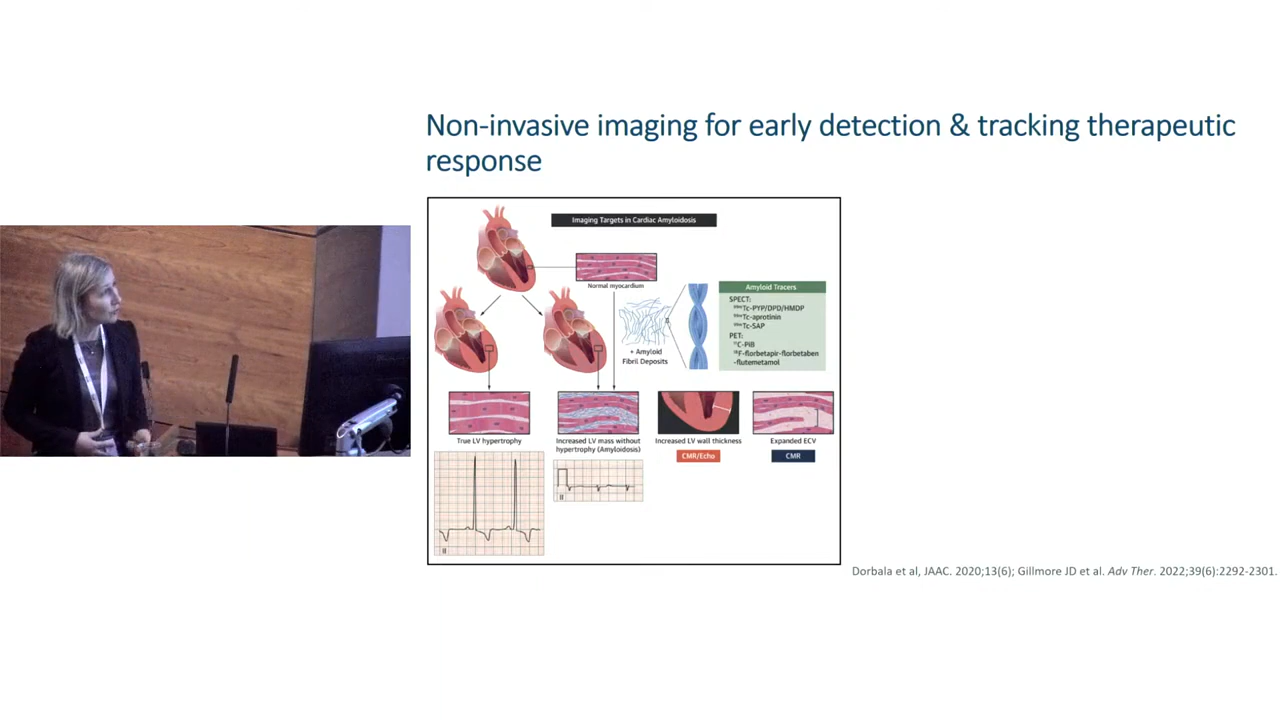 Non-invasive imaging for early detection & tracking therapeutic
response
Imaging Targets in Cardiac Amyloidosis
Normal myocardium
+ Amyloid
Fibril Deposits
Amyloid Tracers
SPECT:
⁹⁹ᵐTc-PYP/DPD/HMDP
⁹⁹ᵐTc-aprotinin
⁹⁹ᵐTc-SAP
PET:
¹¹C-PiB
¹⁸F-florbetapir-florbetaben
-flutemetamol
True LV hypertrophy
Increased LV mass without
hypertrophy (Amyloidosis)
Increased LV wall thickness
CMR/Echo
Expanded ECV
CMR
II
II
Dorbala et al, JAAC. 2020;13(6); Gillmore JD et al. Adv Ther. 2022;39(6):2292-2301.